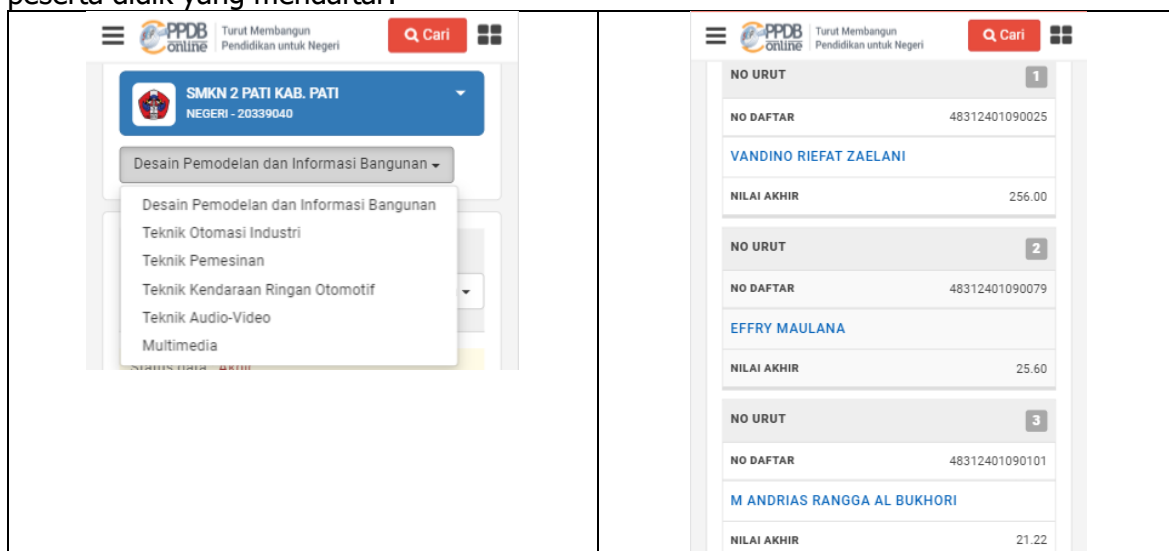 peserta didik yang mendaftar.
PPDB online
Turut Membangun
Pendidikan untuk Negeri
Cari
SMKN 2 PATI KAB. PATI
NEGERI - 20339040
Desain Pemodelan dan Informasi Bangunan
Desain Pemodelan dan Informasi Bangunan
Teknik Otomasi Industri
Teknik Pemesinan
Teknik Kendaraan Ringan Otomotif
Teknik Audio-Video
Multimedia
PPDB online
Turut Membangun
Pendidikan untuk Negeri
Cari
NO URUT 1
NO DAFTAR 48312401090025
VANDINO RIEFAT ZAELANI
NILAI AKHIR 256.00
NO URUT 2
NO DAFTAR 48312401090079
EFFRY MAULANA
NILAI AKHIR 25.60
NO URUT 3
NO DAFTAR 48312401090101
M ANDRIAS RANGGA AL BUKHORI
NILAI AKHIR 21.22